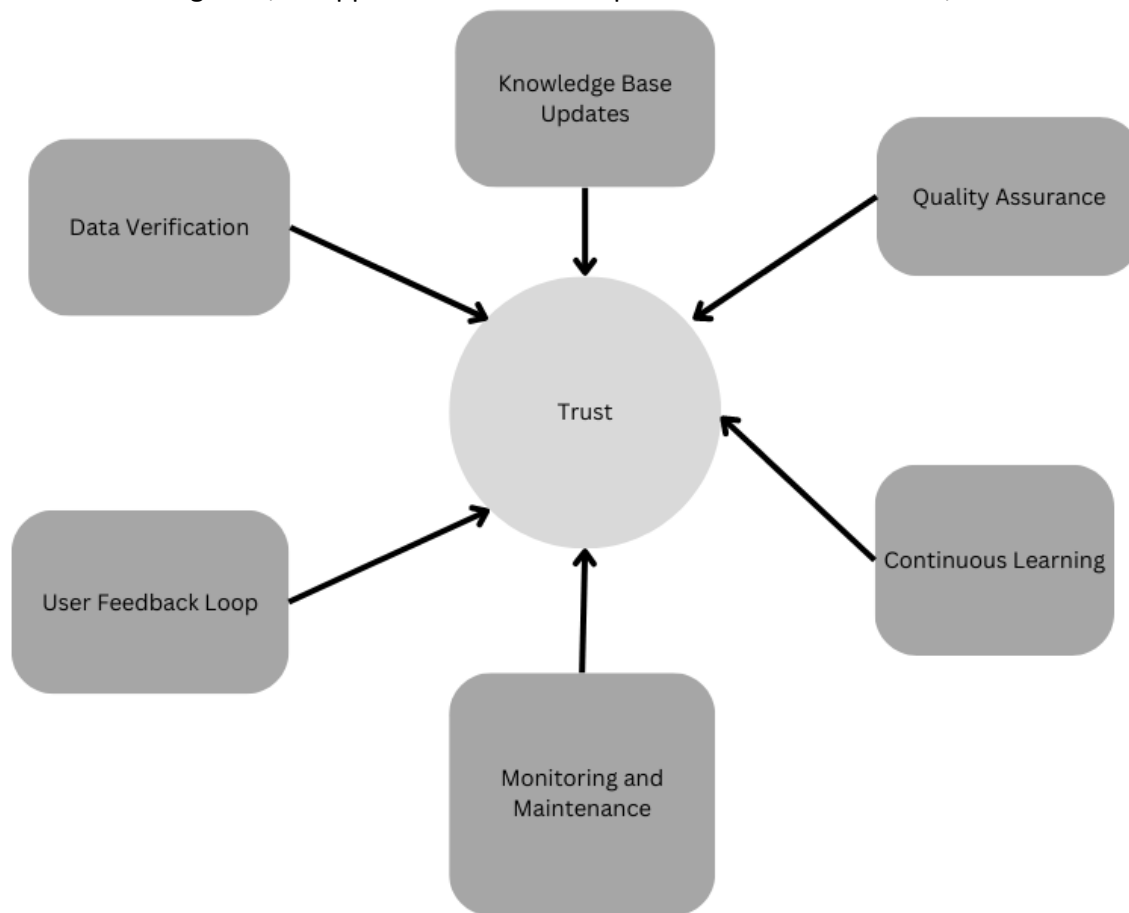 Knowledge Base
Updates
Quality Assurance
Data Verification
Trust
Continuous Learning
User Feedback Loop
Monitoring and
Maintenance